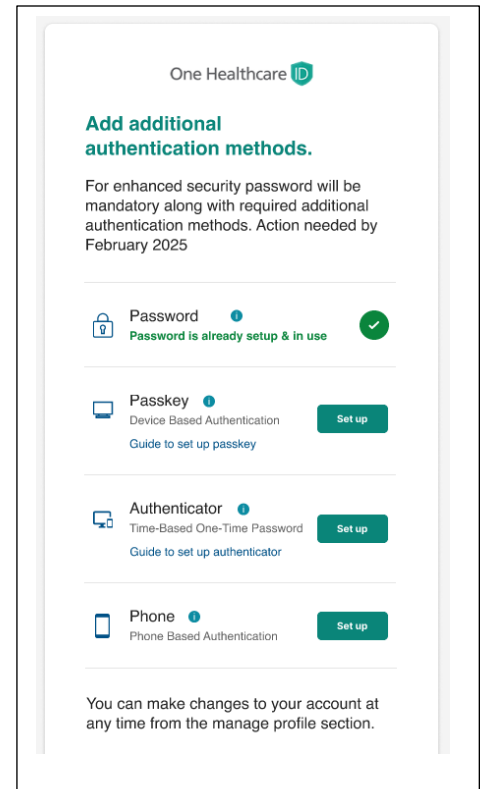 One Healthcare ID
Add additional
authentication methods.
For enhanced security password will be
mandatory along with required additional
authentication methods. Action needed by
February 2025
Password i
Password is already setup & in use
Passkey i
Device Based Authentication
Set up
Guide to set up passkey
Authenticator i
Time-Based One-Time Password
Set up
Guide to set up authenticator
Phone i
Phone Based Authentication
Set up
You can make changes to your account at
any time from the manage profile section.